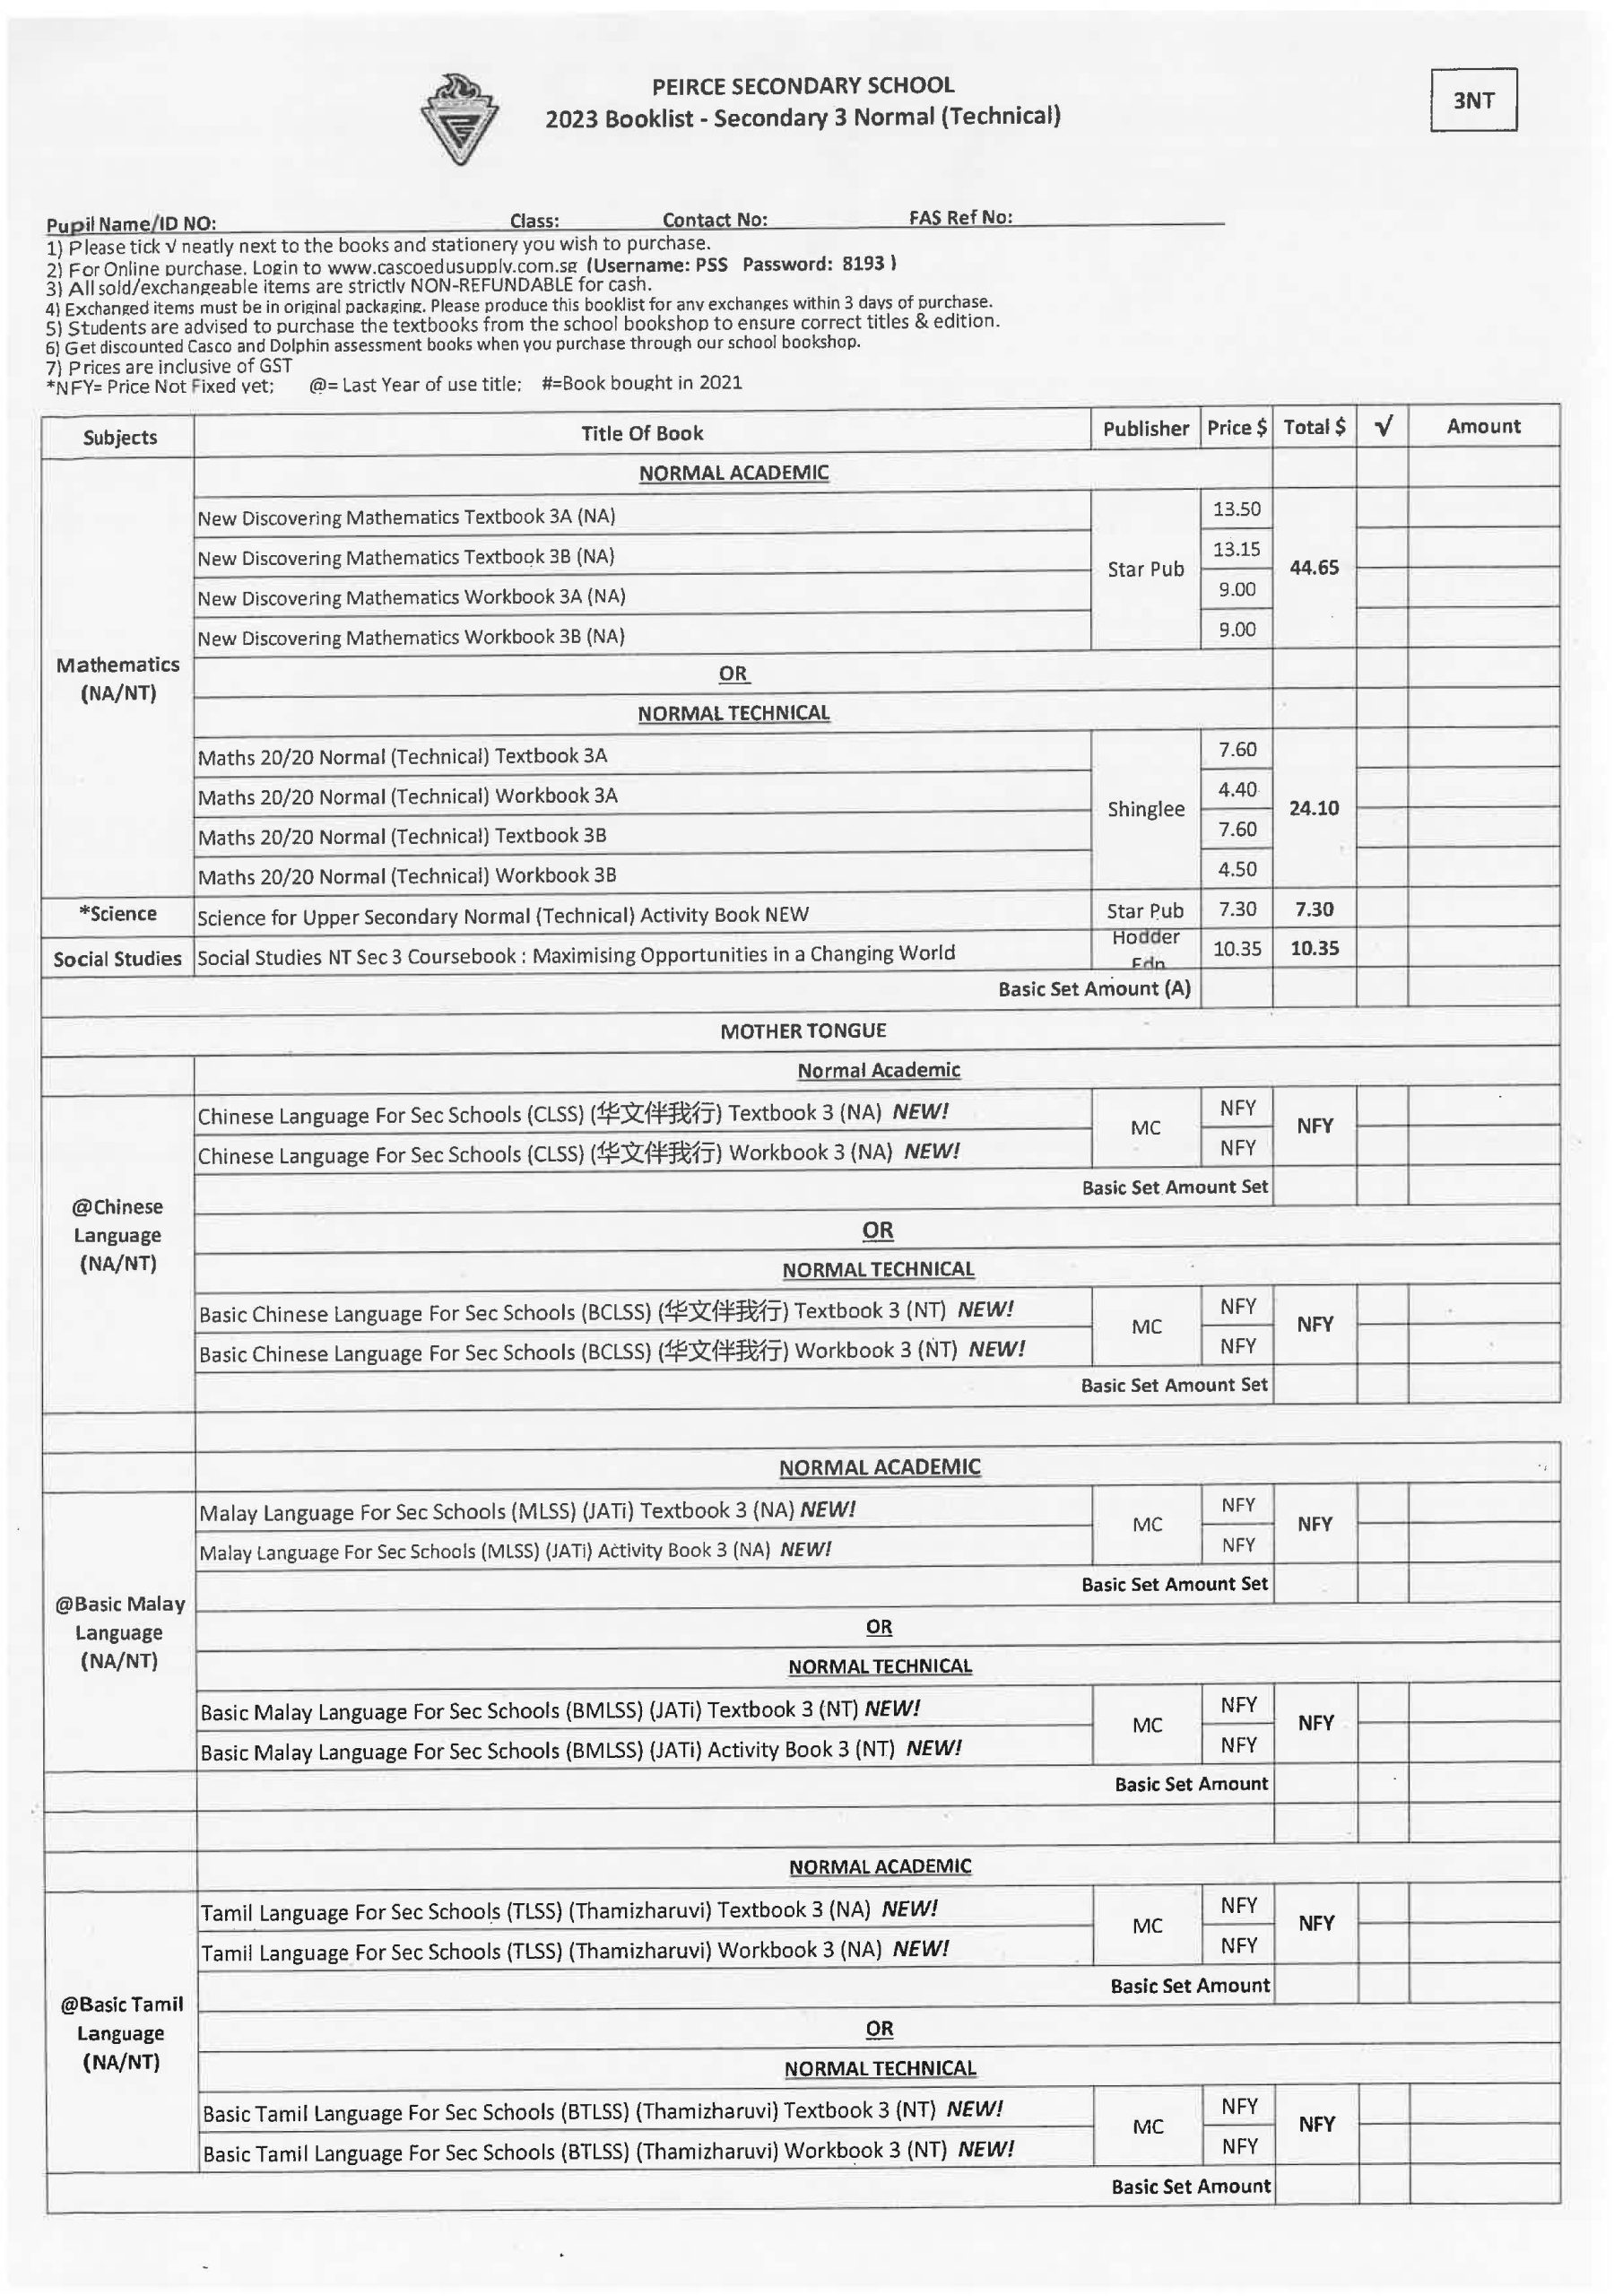 PEIRCE SECONDARY SCHOOL
2023 Booklist - Secondary 3 Normal (Technical)
3NT
Pupil Name/ID NO: Class: Contact No: FAS Ref No:
1) Please tick √ neatly next to the books and stationery you wish to purchase.
2) For Online purchase. Login to www.cascoedusupply.com.sg (Username: PSS Password: 8193 )
3) All sold/exchangeable items are strictly NON-REFUNDABLE for cash.
4) Exchanged items must be in original packaging. Please produce this booklist for any exchanges within 3 days of purchase.
5) Students are advised to purchase the textbooks from the school bookshop to ensure correct titles & edition.
6) Get discounted Casco and Dolphin assessment books when you purchase through our school bookshop.
7) Prices are inclusive of GST
*NFY= Price Not Fixed yet; @= Last Year of use title; #=Book bought in 2021
Subjects Title Of Book Publisher Price $ Total $ √ Amount
NORMAL ACADEMIC
New Discovering Mathematics Textbook 3A (NA) 13.50
New Discovering Mathematics Textbook 3B (NA) 13.15
Star Pub 44.65
New Discovering Mathematics Workbook 3A (NA) 9.00
New Discovering Mathematics Workbook 3B (NA) 9.00
Mathematics
(NA/NT)
OR
NORMAL TECHNICAL
Maths 20/20 Normal (Technical) Textbook 3A 7.60
Maths 20/20 Normal (Technical) Workbook 3A 4.40
Shinglee 24.10
Maths 20/20 Normal (Technical) Textbook 3B 7.60
Maths 20/20 Normal (Technical) Workbook 3B 4.50
*Science Science for Upper Secondary Normal (Technical) Activity Book NEW Star Pub 7.30 7.30
Social Studies Social Studies NT Sec 3 Coursebook : Maximising Opportunities in a Changing World Hodder Edn 10.35 10.35
Basic Set Amount (A)
MOTHER TONGUE
Normal Academic
Chinese Language For Sec Schools (CLSS) (华文伴我行) Textbook 3 (NA) NEW! NFY
MC NFY
Chinese Language For Sec Schools (CLSS) (华文伴我行) Workbook 3 (NA) NEW! NFY
Basic Set Amount Set
@Chinese
Language
(NA/NT)
OR
NORMAL TECHNICAL
Basic Chinese Language For Sec Schools (BCLSS) (华文伴我行) Textbook 3 (NT) NEW! NFY
MC NFY
Basic Chinese Language For Sec Schools (BCLSS) (华文伴我行) Workbook 3 (NT) NEW! NFY
Basic Set Amount Set
NORMAL ACADEMIC
Malay Language For Sec Schools (MLSS) (JATi) Textbook 3 (NA) NEW! NFY
MC NFY
Malay Language For Sec Schools (MLSS) (JATi) Activity Book 3 (NA) NEW! NFY
Basic Set Amount Set
@Basic Malay
Language
(NA/NT)
OR
NORMAL TECHNICAL
Basic Malay Language For Sec Schools (BMLSS) (JATi) Textbook 3 (NT) NEW! NFY
MC NFY
Basic Malay Language For Sec Schools (BMLSS) (JATi) Activity Book 3 (NT) NEW! NFY
Basic Set Amount
NORMAL ACADEMIC
Tamil Language For Sec Schools (TLSS) (Thamizharuvi) Textbook 3 (NA) NEW! NFY
MC NFY
Tamil Language For Sec Schools (TLSS) (Thamizharuvi) Workbook 3 (NA) NEW! NFY
Basic Set Amount
@Basic Tamil
Language
(NA/NT)
OR
NORMAL TECHNICAL
Basic Tamil Language For Sec Schools (BTLSS) (Thamizharuvi) Textbook 3 (NT) NEW! NFY
MC NFY
Basic Tamil Language For Sec Schools (BTLSS) (Thamizharuvi) Workbook 3 (NT) NEW! NFY
Basic Set Amount